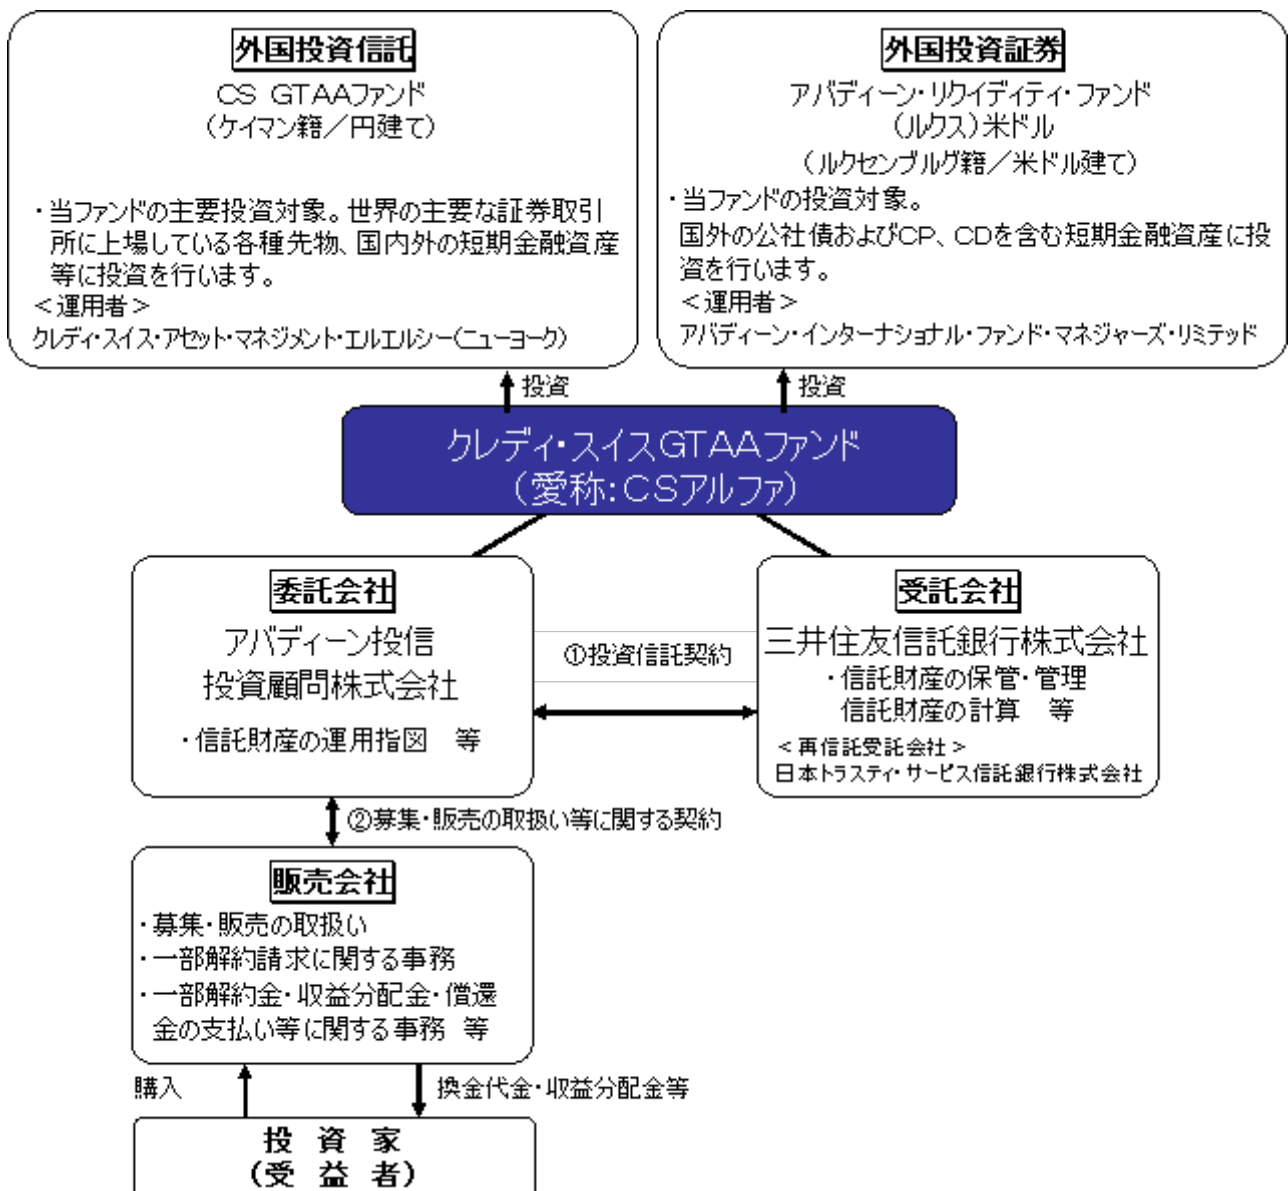 外国投資信託
CS GTAAファンド
(ケイマン籍/円建て)
・当ファンドの主要投資対象。世界の主要な証券取引
所に上場している各種先物、国内外の短期金融資産
等に投資を行います。
<運用者>
クレディ・スイス・アセット・マネジメント・エルエルシー(ニューヨーク)
外国投資証券
アバディーン・リクイディティ・ファンド
(ルクス)米ドル
(ルクセンブルグ籍/米ドル建て)
・当ファンドの投資対象。
国外の公社債およびCP、CDを含む短期金融資産に投
資を行います。
<運用者>
アバディーン・インターナショナル・ファンド・マネジャーズ・リミテッド
投資
投資
クレディ・スイスGTAAファンド
(愛称:CSアルファ)
委託会社
アバディーン投信
投資顧問株式会社
・信託財産の運用指図 等
①投資信託契約
受託会社
三井住友信託銀行株式会社
・信託財産の保管・管理
信託財産の計算 等
<再信託受託会社>
日本トラスティ・サービス信託銀行株式会社
②募集・販売の取扱い等に関する契約
販売会社
・募集・販売の取扱い
・一部解約請求に関する事務
・一部解約金・収益分配金・償還
金の支払い等に関する事務 等
購入
換金代金・収益分配金等
投 資 家
(受 益 者)